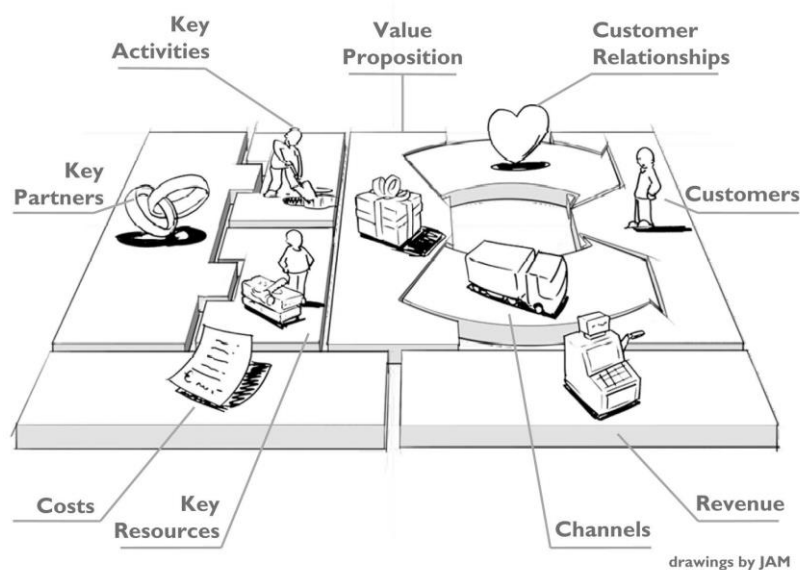 Key
Activities
Value
Proposition
Customer
Relationships
Key
Partners
Customers
Costs
Key
Resources
Channels
Revenue
drawings by JAM